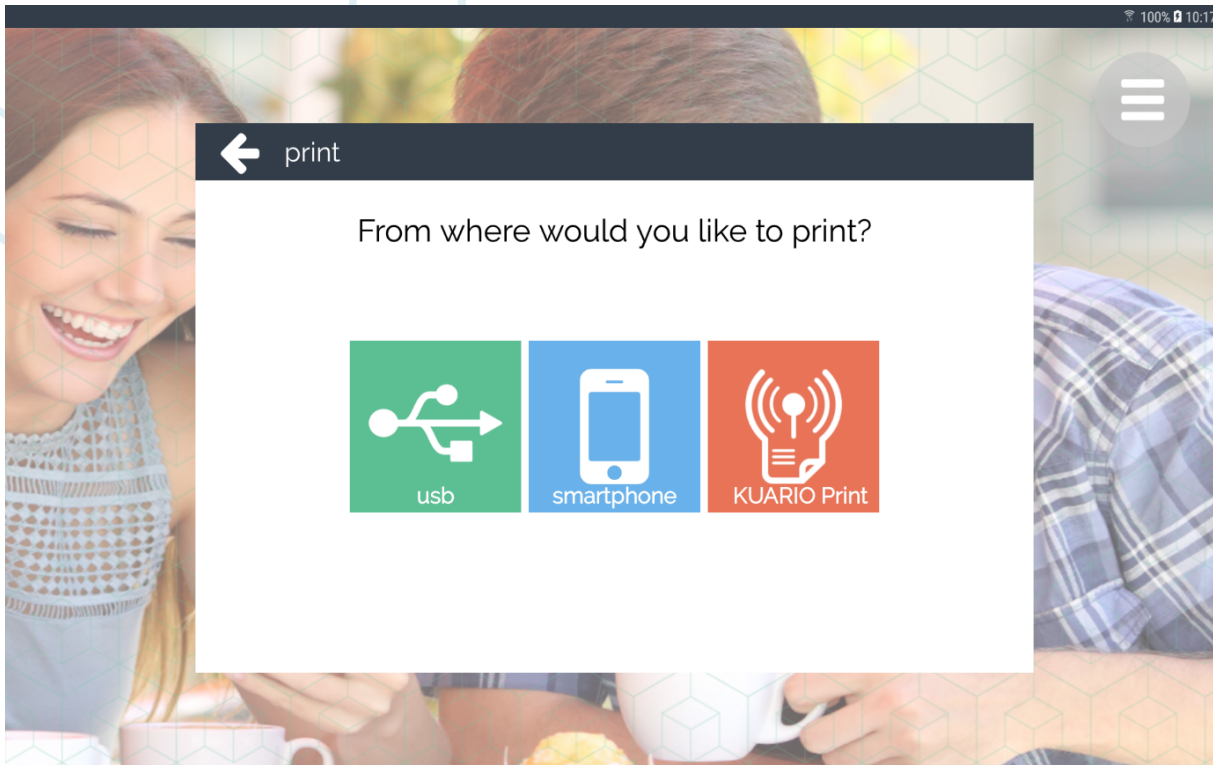 100% 10:17
print
From where would you like to print?
usb
smartphone
KUARIO Print